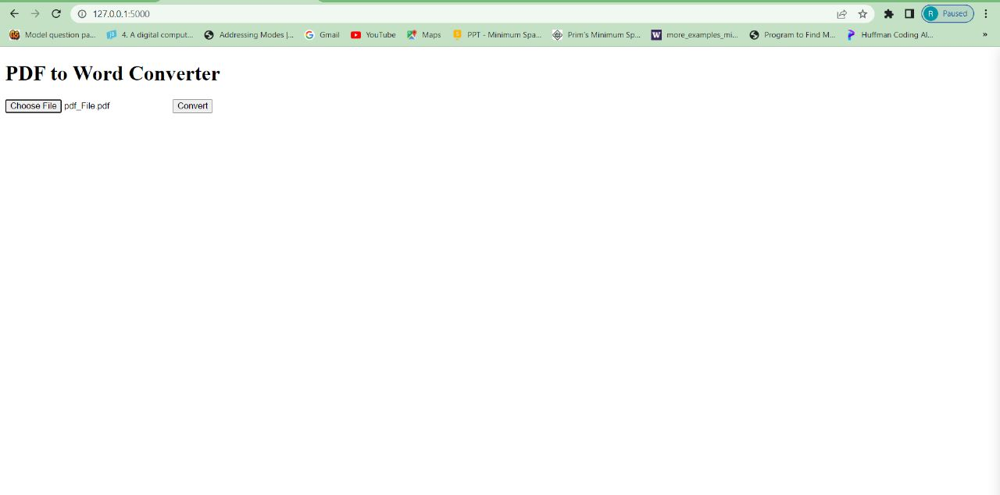 127.0.0.1:5000
R Paused
Model question pa... 4. A digital comput... Addressing Modes |... Gmail YouTube Maps PPT - Minimum Spa... Prim's Minimum Sp... W more_examples_mi... Program to Find M... Huffman Coding Al... »
PDF to Word Converter
Choose File pdf_File.pdf Convert